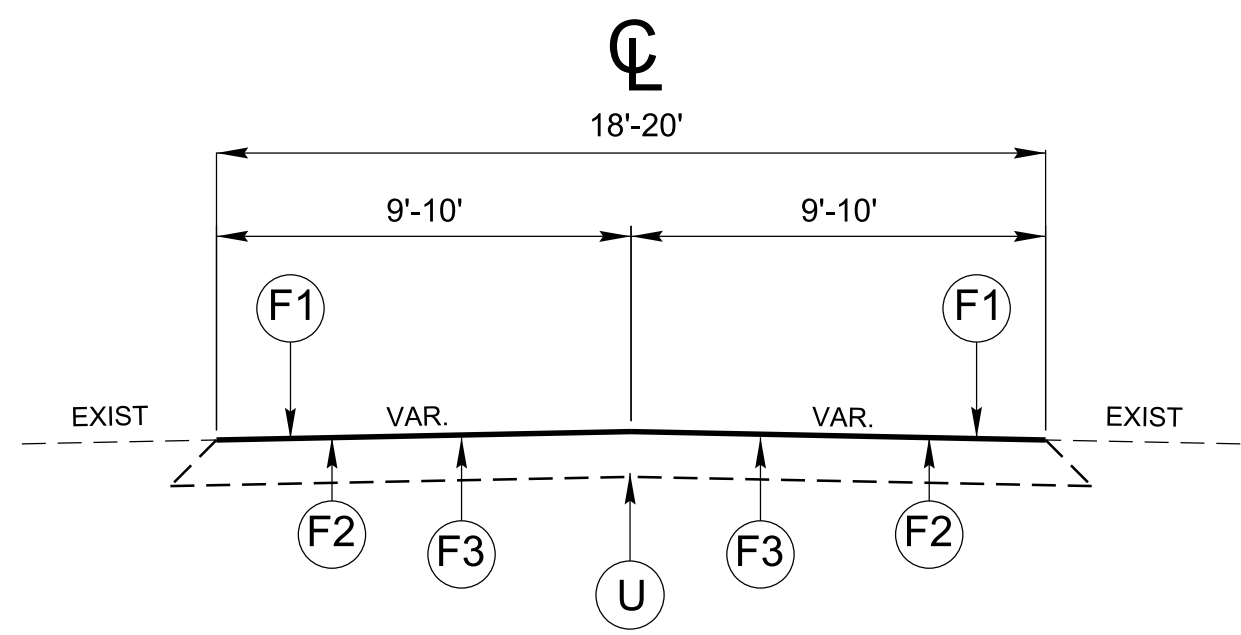 ℄
18'-20'
9'-10' 9'-10'
F1 F1
EXIST VAR. VAR. EXIST
F2 F3 F3 F2
U